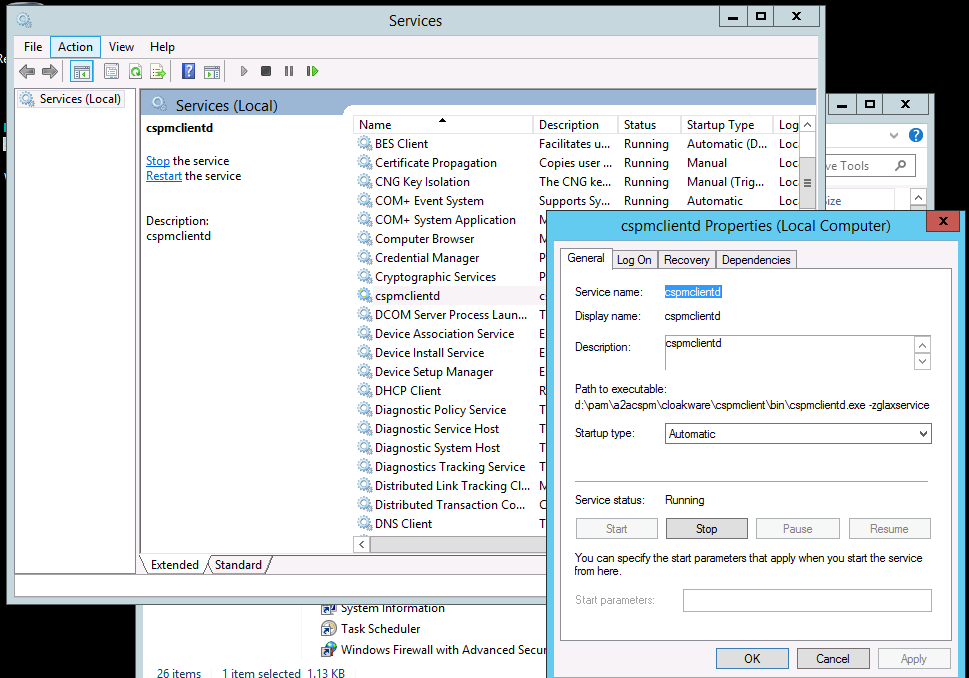 Services
File Action View Help
Services (Local)
Services (Local)
cspmclientd
Stop the service
Restart the service
Description:
cspmclientd
Name Description Status Startup Type Log
BES Client Facilitates u... Running Automatic (D... Loc
Certificate Propagation Copies user ... Running Manual Loc
CNG Key Isolation The CNG ke... Running Manual (Trig... Loc
COM+ Event System Supports Sy... Running Automatic Loc
COM+ System Application M
Computer Browser M
Credential Manager P
Cryptographic Services P
cspmclientd c
DCOM Server Process Laun... T
Device Association Service E
Device Install Service E
Device Setup Manager E
DHCP Client R
Diagnostic Policy Service T
Diagnostic Service Host T
Diagnostic System Host T
Diagnostics Tracking Service T
Distributed Link Tracking Cl... M
Distributed Transaction Co... C
DNS Client T
Extended Standard
ve Tools
Size
cspmclientd Properties (Local Computer)
General Log On Recovery Dependencies
Service name: cspmclientd
Display name: cspmclientd
Description: cspmclientd
Path to executable:
d:\pam\a2acspm\cloakware\cspmclient\bin\cspmclientd.exe -zglaxservice
Startup type: Automatic
Service status: Running
Start Stop Pause Resume
You can specify the start parameters that apply when you start the service
from here.
Start parameters:
OK Cancel Apply
System Information
Task Scheduler
Windows Firewall with Advanced Secur
26 items 1 item selected 1.13 KB